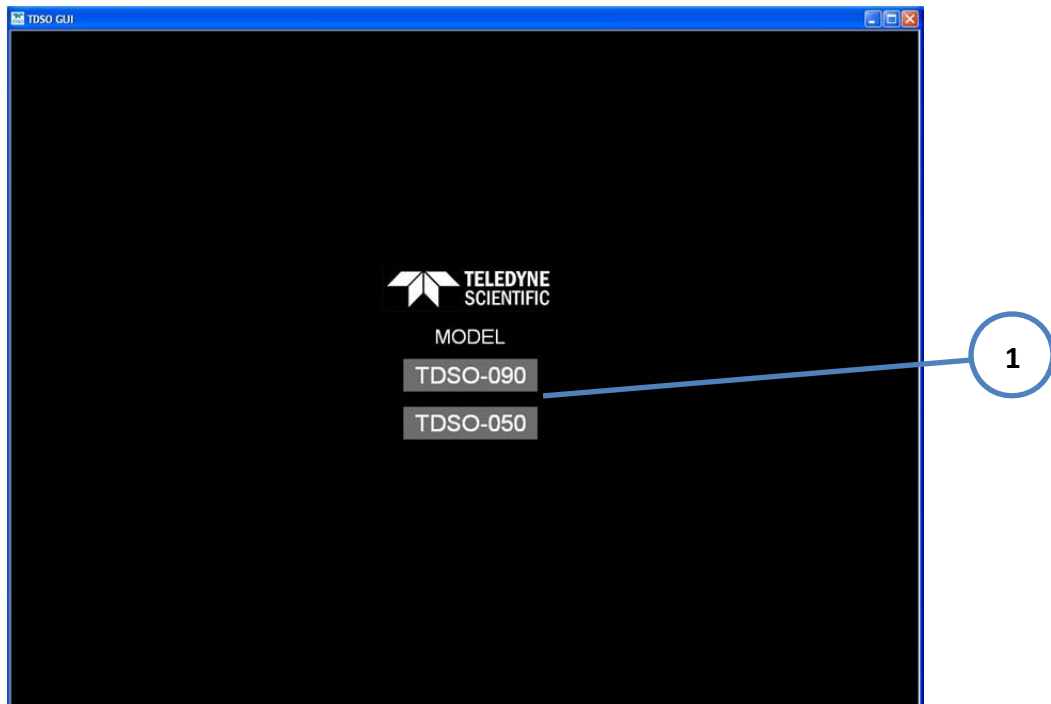 TDSO GUI
TELEDYNE
SCIENTIFIC
MODEL
TDSO-090
1
TDSO-050